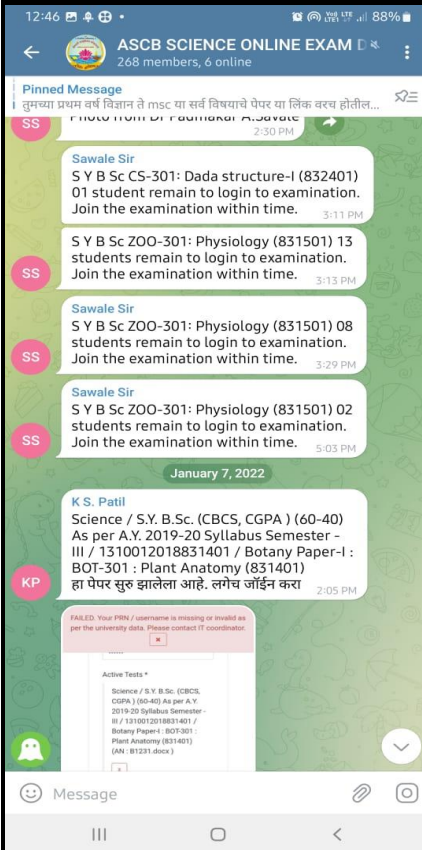 12:46
88%
ASCB SCIENCE ONLINE EXAM D
268 members, 6 online
Pinned Message
तुमच्या प्रथम वर्ष विज्ञान ते msc या सर्व विषयाचे पेपर या लिंक वरच होतील...
Photo from Dr Padmakar A.Savale
2:30 PM
SS
Sawale Sir
S Y B Sc CS-301: Dada structure-I (832401)
01 student remain to login to examination.
Join the examination within time.
3:11 PM
S Y B Sc ZOO-301: Physiology (831501) 13
students remain to login to examination.
Join the examination within time.
3:13 PM
SS
Sawale Sir
S Y B Sc ZOO-301: Physiology (831501) 08
students remain to login to examination.
Join the examination within time.
3:29 PM
SS
Sawale Sir
S Y B Sc ZOO-301: Physiology (831501) 02
students remain to login to examination.
Join the examination within time.
5:03 PM
SS
January 7, 2022
K S. Patil
Science / S.Y. B.Sc. (CBCS, CGPA ) (60-40)
As per A.Y. 2019-20 Syllabus Semester -
III / 1310012018831401 / Botany Paper-I :
BOT-301 : Plant Anatomy (831401)
हा पेपर सुरु झालेला आहे. लगेच जॉईन करा
2:05 PM
KP
FAILED. Your PRN / username is missing or invalid as
per the university data. Please contact IT coordinator.
Active Tests *
Science / S.Y. B.Sc. (CBCS,
CGPA ) (60-40) As per A.Y.
2019-20 Syllabus Semester -
III / 1310012018831401 /
Botany Paper-I : BOT-301 :
Plant Anatomy (831401)
(AN : B1231.docx )
Message